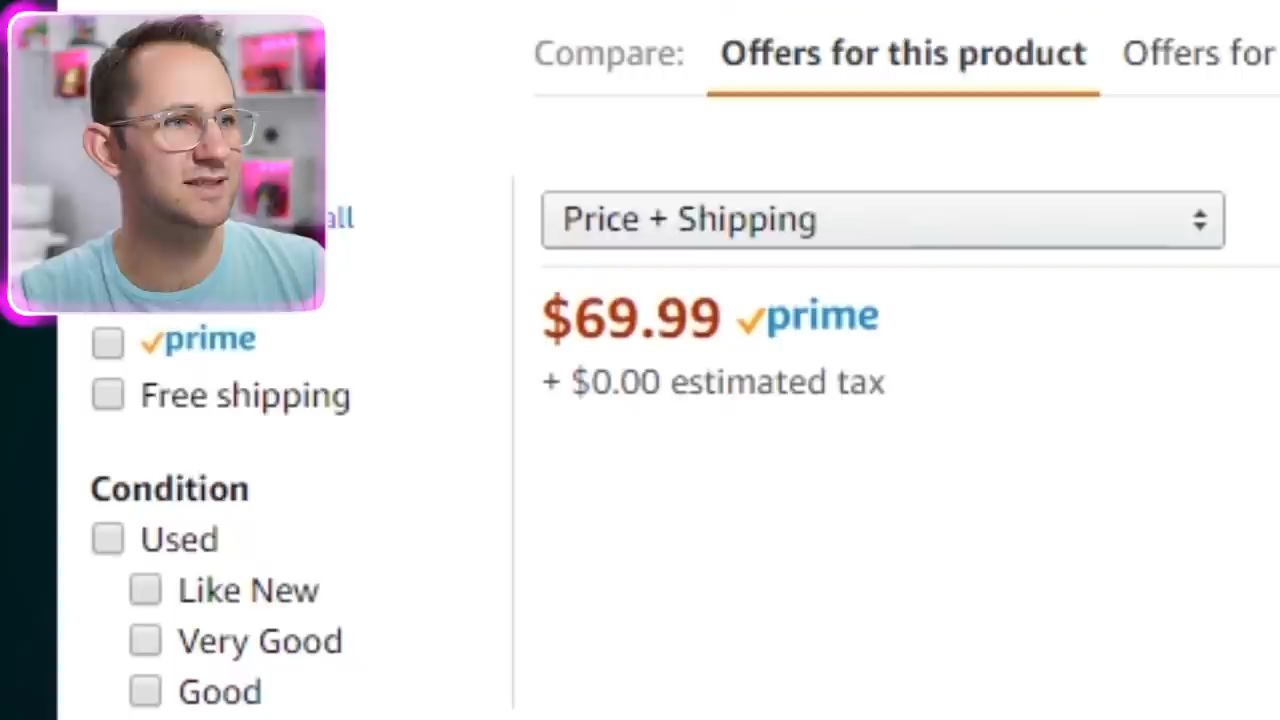 Compare: Offers for this product Offers for
all
Price + Shipping
$69.99 prime
+ $0.00 estimated tax
prime
Free shipping
Condition
Used
Like New
Very Good
Good